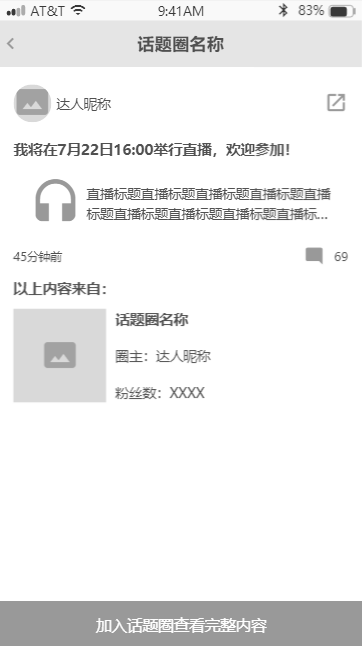 AT&T 9:41AM 83%
话题圈名称
达人昵称
我将在7月22日16:00举行直播，欢迎参加！
直播标题直播标题直播标题直播标题直播
标题直播标题直播标题直播标题直播标...
45分钟前 69
以上内容来自：
话题圈名称
圈主：达人昵称
粉丝数：XXXX
加入话题圈查看完整内容